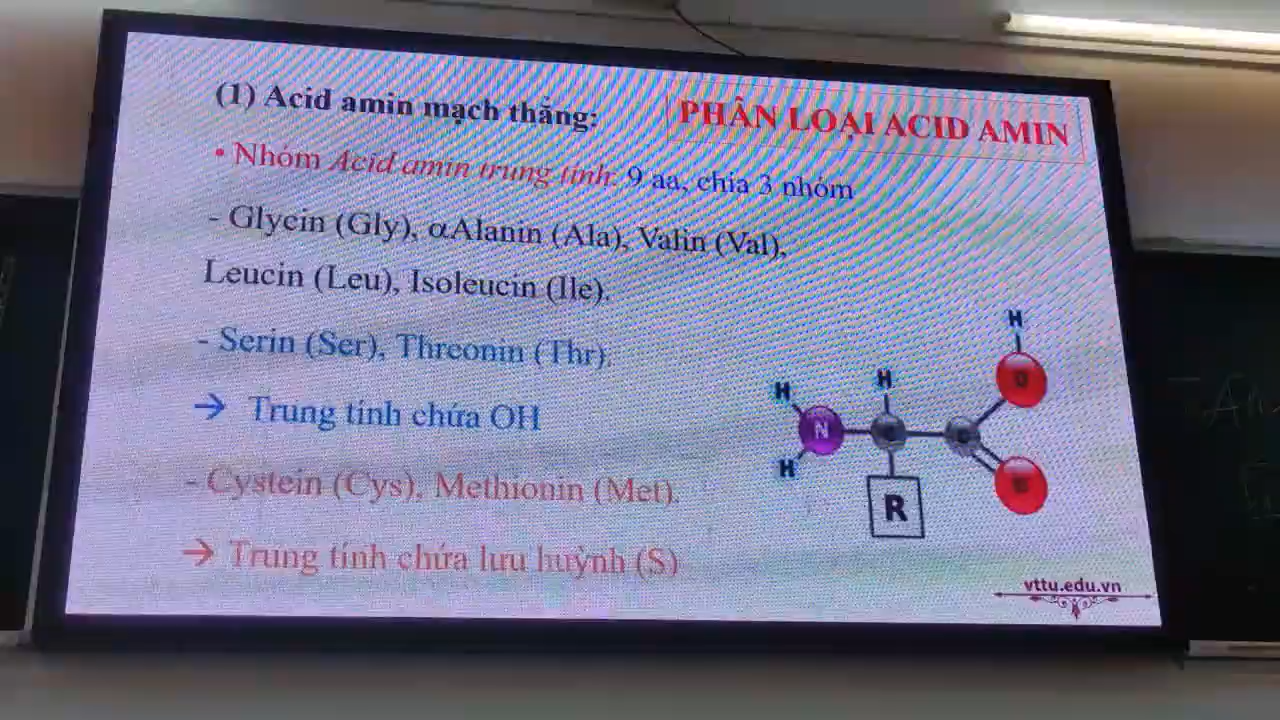 PHÂN LOẠI ACID AMIN
(1) Acid amin mạch thẳng:
• Nhóm Acid amin trung tính: 9 aa, chia 3 nhóm
- Glycin (Gly), αAlanin (Ala), Valin (Val),
Leucin (Leu), Isoleucin (Ile).
- Serin (Ser), Threonin (Thr).
→ Trung tính chứa OH
- Cystein (Cys), Methionin (Met).
→ Trung tính chứa lưu huỳnh (S)
H
H
H
O
N
C
C
H
R
vttu.edu.vn